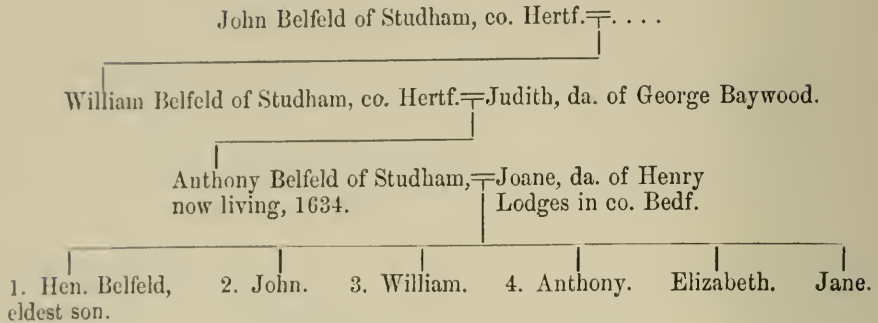 John Belfeld of Studham, co. Hertf.=. . . .
William Belfeld of Studham, co. Hertf.=Judith, da. of George Baywood.
Anthony Belfeld of Studham,=Joane, da. of Henry
now living, 1634. Lodges in co. Bedf.
1. Hen. Belfeld, 2. John. 3. William. 4. Anthony. Elizabeth. Jane.
eldest son.